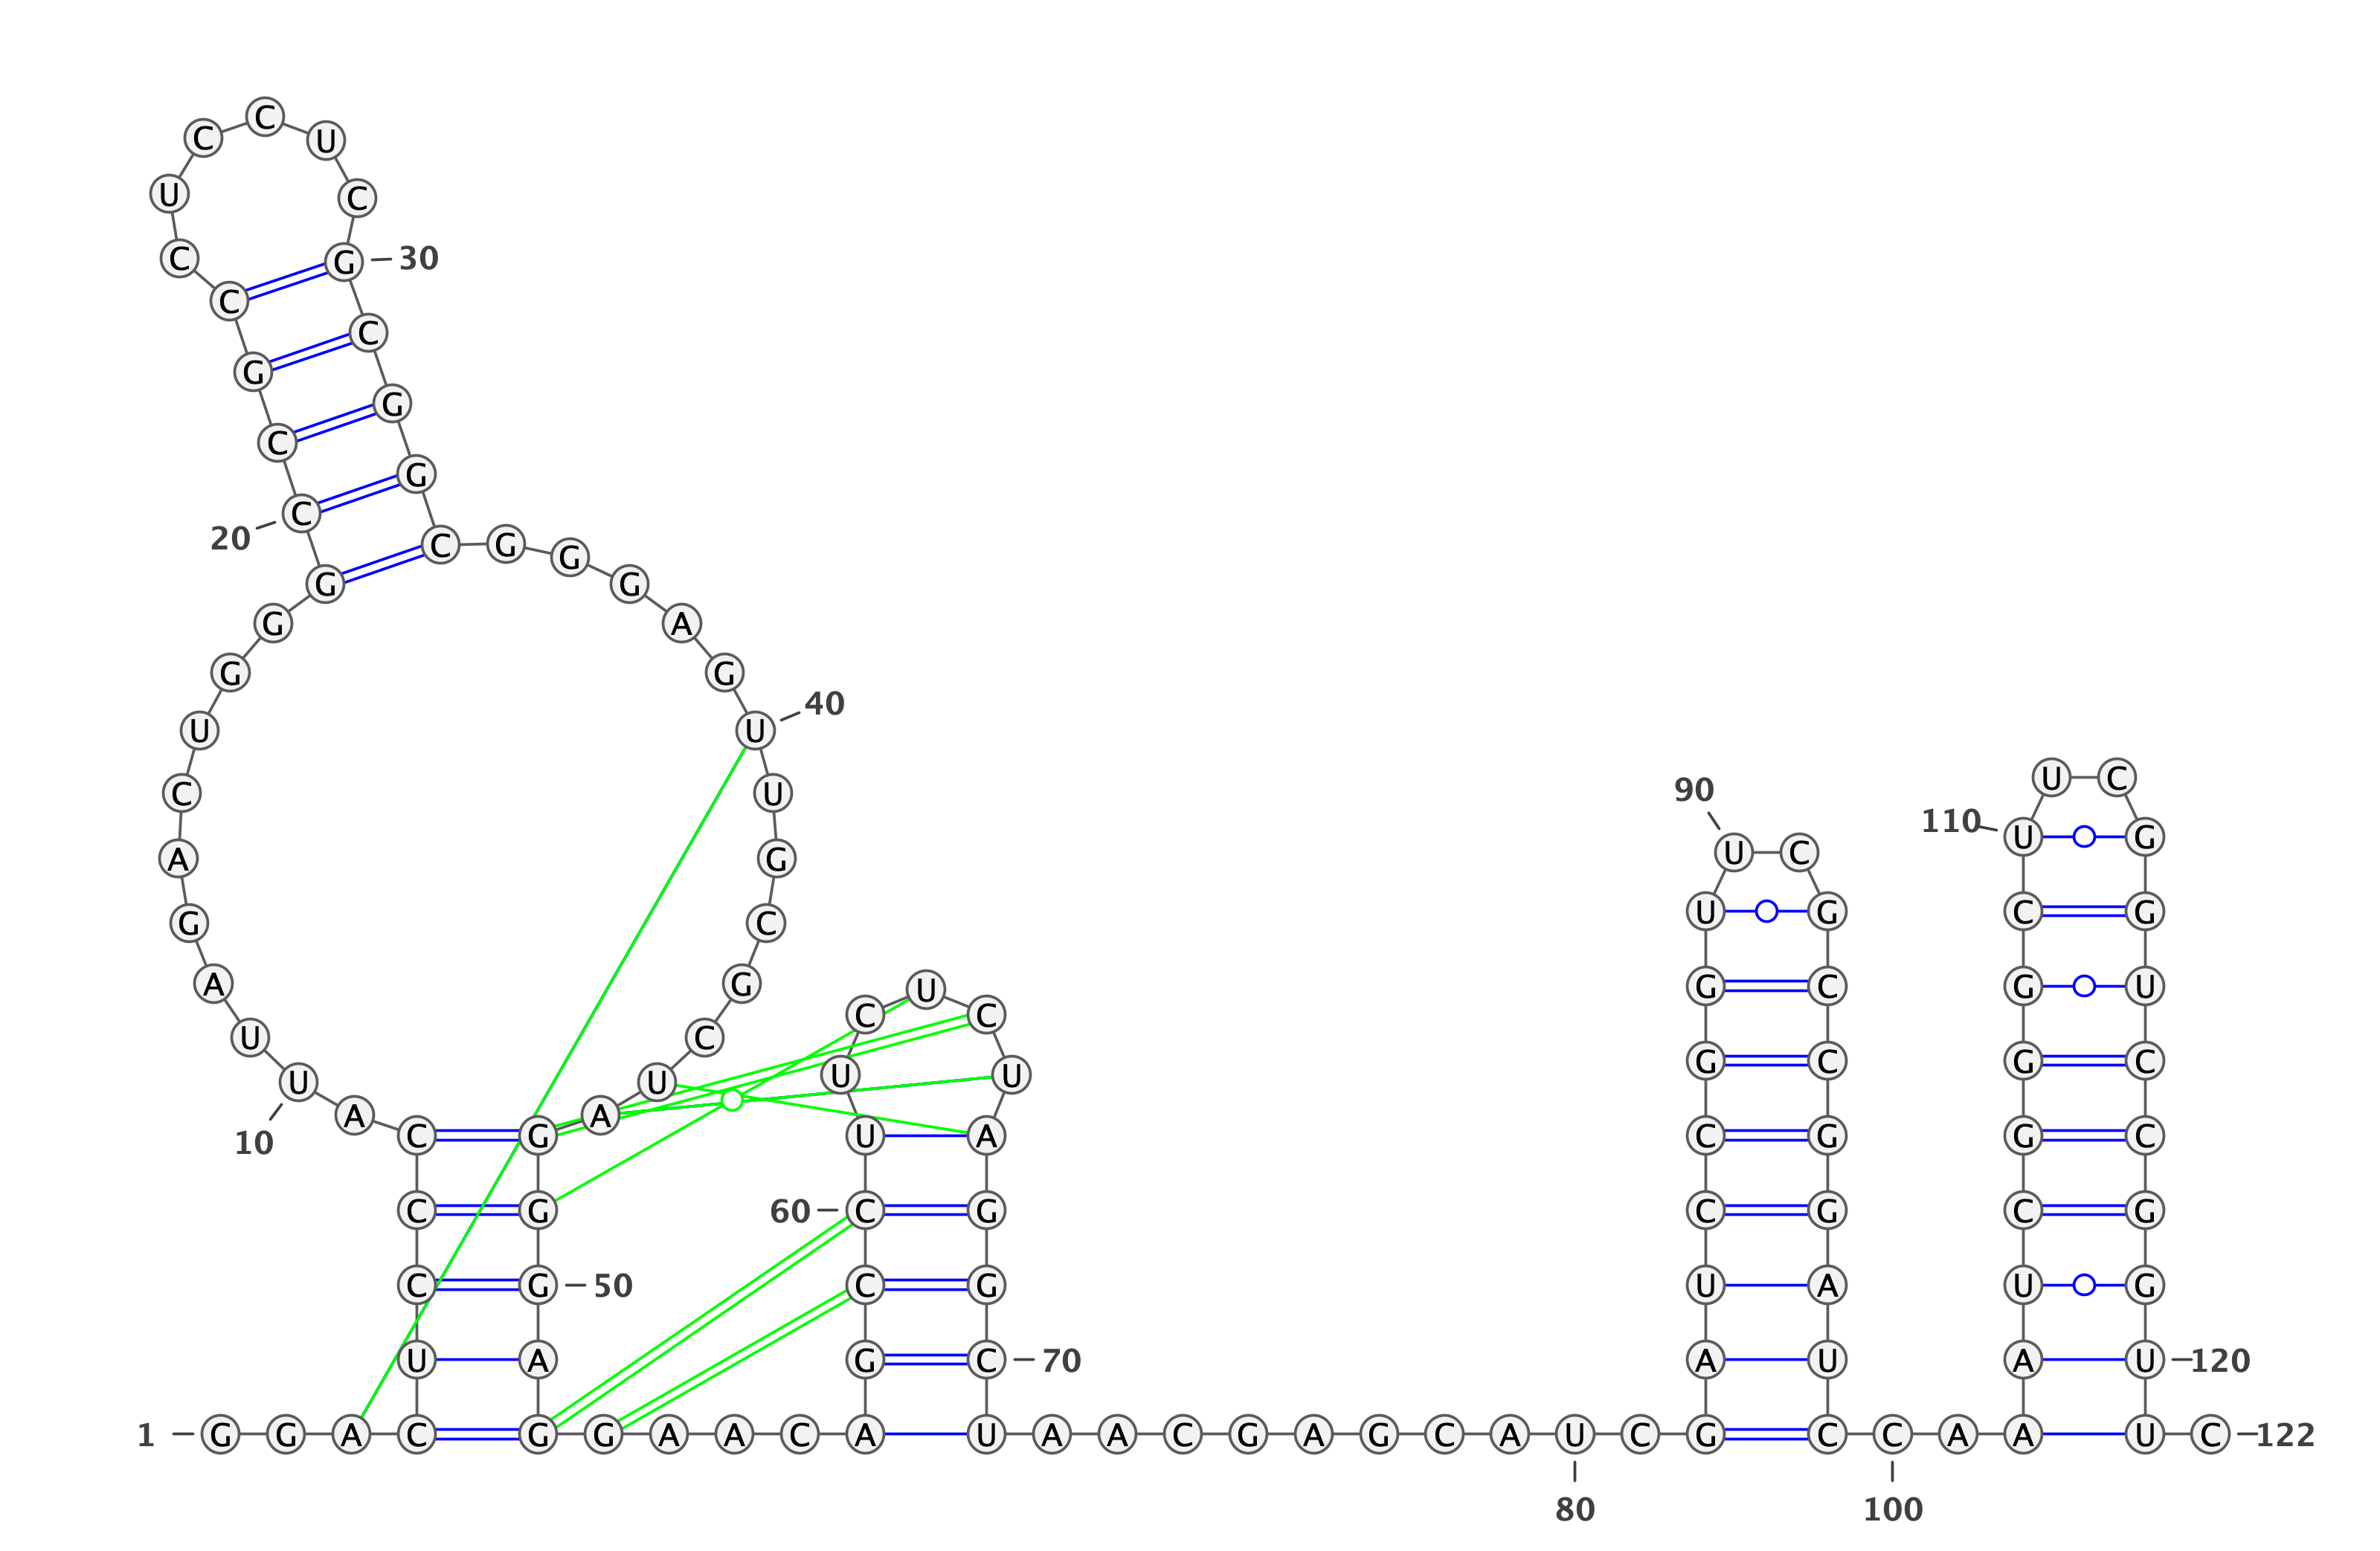 C
C U
U C
C G 30
C
C
G
G
C
G
C
20
C G
G
G G
G A
G G
40
U U
U C
90
C U
110
U G
U C
A G
U G C G
G C
U
A G
G C G U
C C
U C
G C G C
U U
U U
A A
C G U A C G G C
10
C G 60 C G C G C G
C G 50 C G U A U G
U A G C 70 A U A U 120
1 G G A C G G A A C A U A A C G A G C A U C G C C A A U C 122
80 100